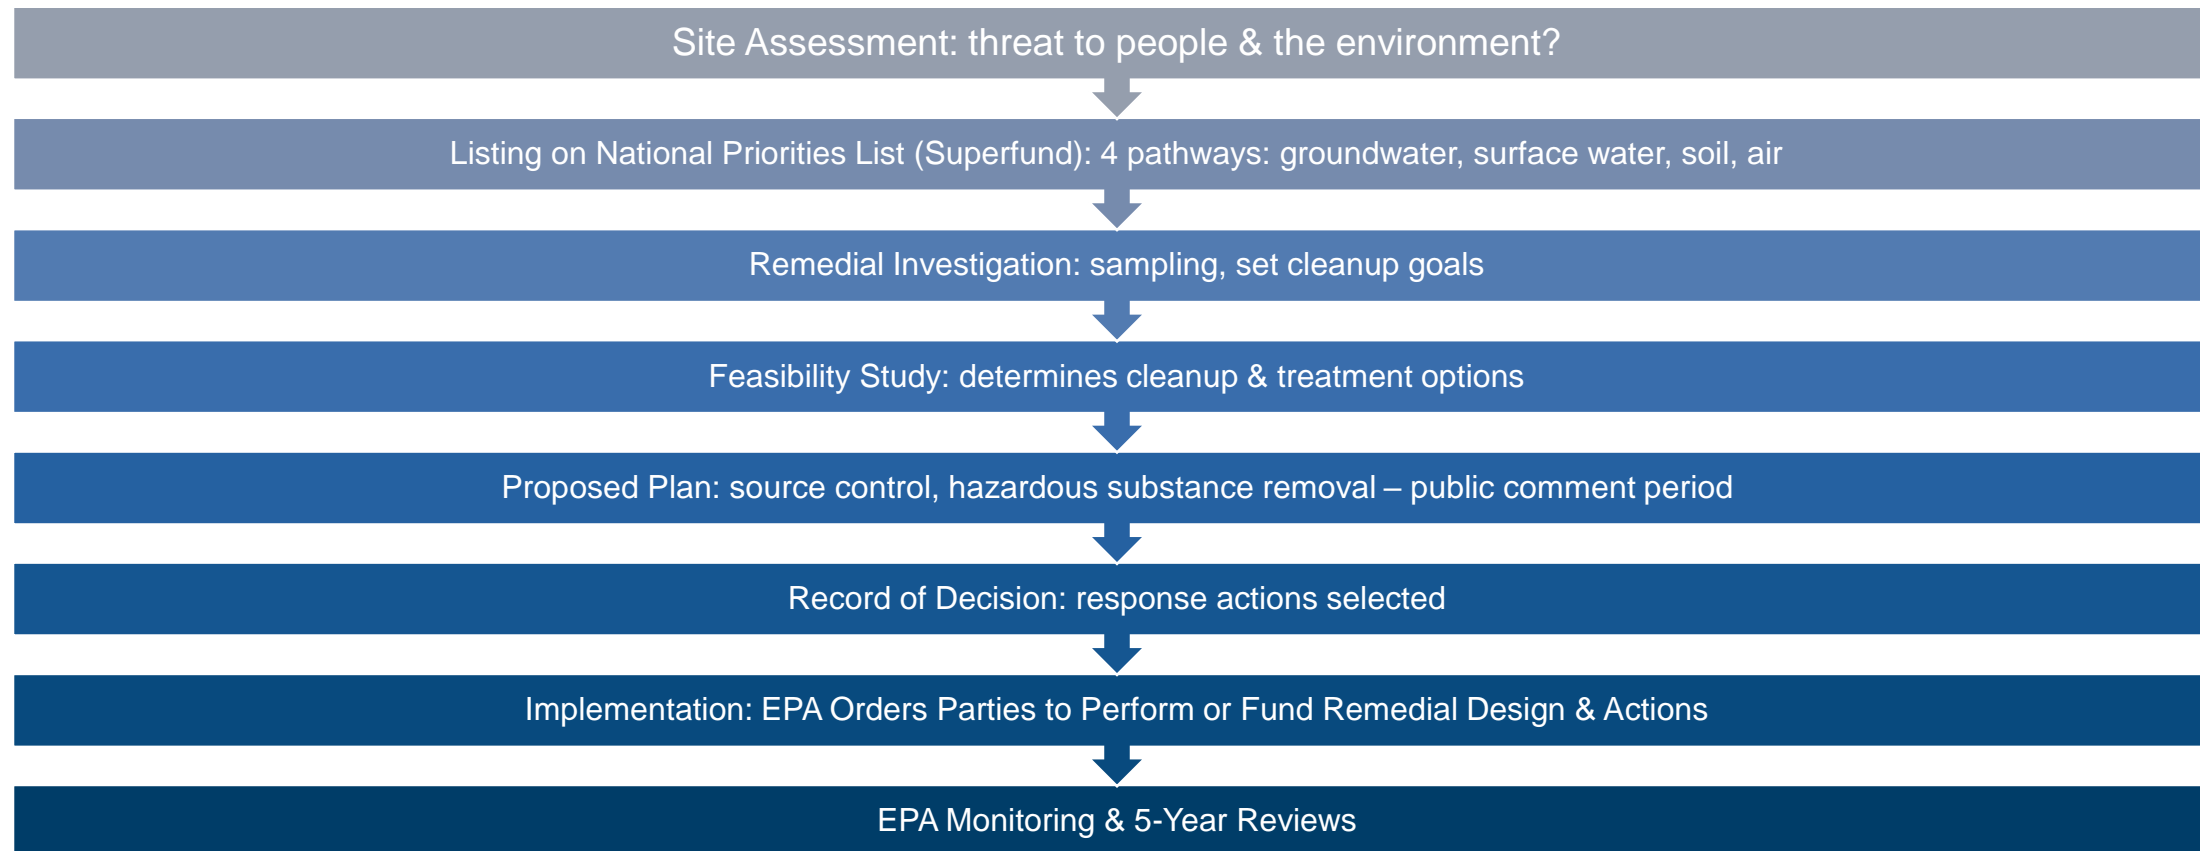 Site Assessment: threat to people & the environment?
Listing on National Priorities List (Superfund): 4 pathways: groundwater, surface water, soil, air
Remedial Investigation: sampling, set cleanup goals
Feasibility Study: determines cleanup & treatment options
Proposed Plan: source control, hazardous substance removal – public comment period
Record of Decision: response actions selected
Implementation: EPA Orders Parties to Perform or Fund Remedial Design & Actions
EPA Monitoring & 5-Year Reviews